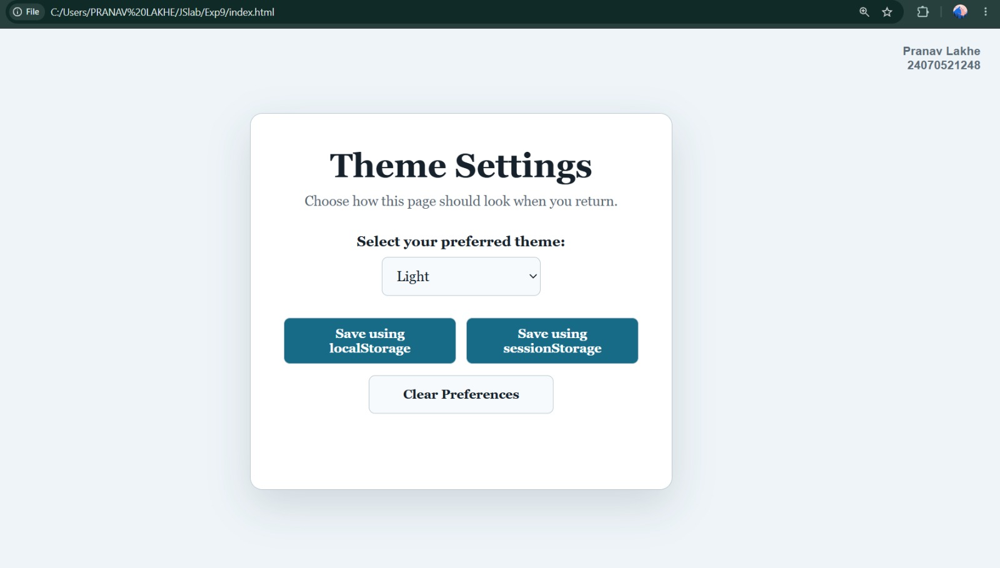 File C:/Users/PRANAV%20LAKHE/JSlab/Exp9/index.html
Pranav Lakhe
24070521248
Theme Settings
Choose how this page should look when you return.
Select your preferred theme:
Light
Save using
localStorage
Save using
sessionStorage
Clear Preferences